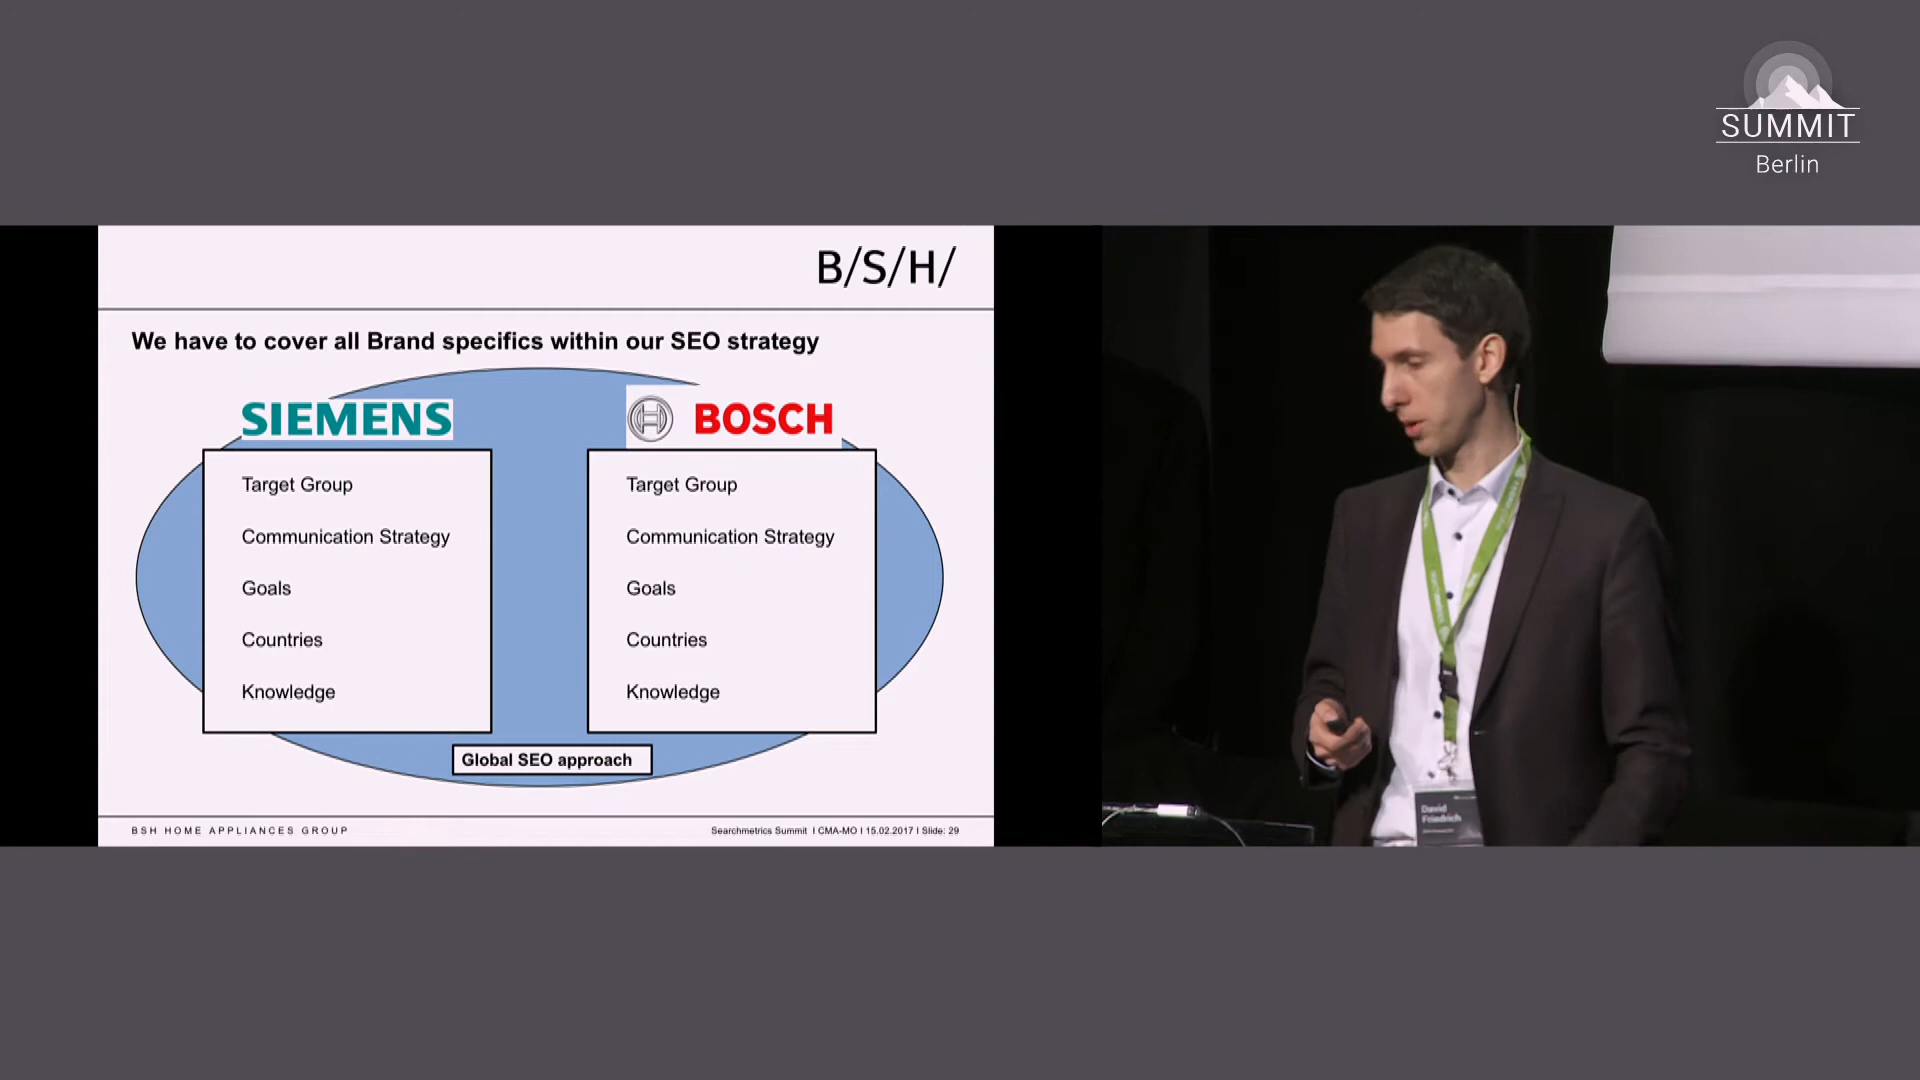 SUMMIT
Berlin
B/S/H/
We have to cover all Brand specifics within our SEO strategy
SIEMENS
Target Group
Communication Strategy
Goals
Countries
Knowledge
BOSCH
Target Group
Communication Strategy
Goals
Countries
Knowledge
Global SEO approach
BSH HOME APPLIANCES GROUP
Searchmetrics Summit I CMA-MO I 15.02.2017 I Slide: 29
David
Friedrich